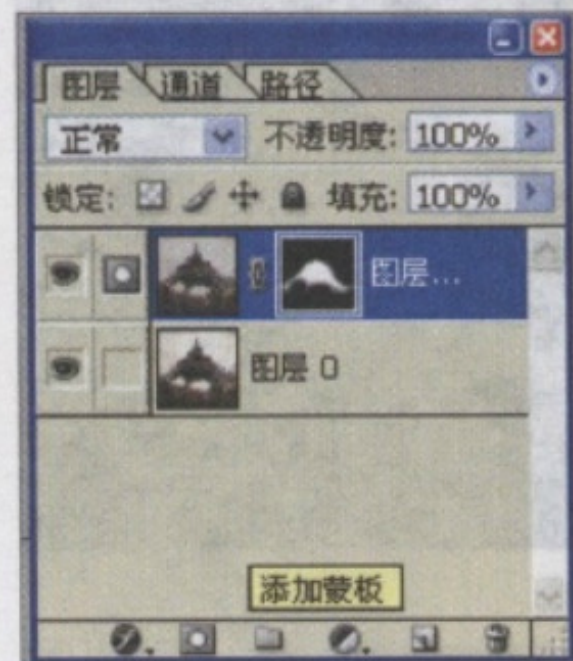 图层 通道 路径
正常 不透明度: 100%
锁定: 填充: 100%
图层...
图层 0
添加蒙板